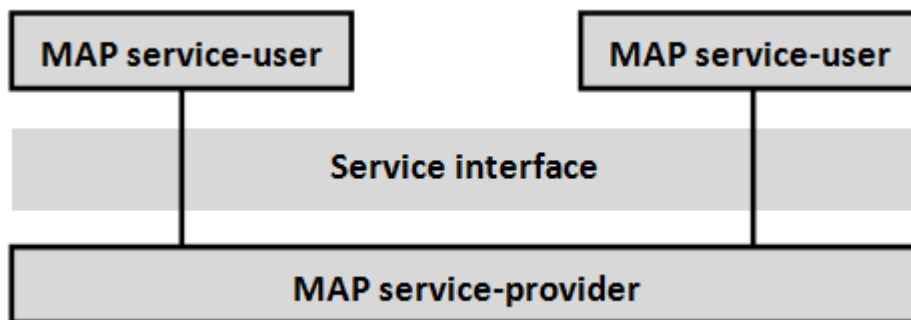 MAP service-user
MAP service-user
Service interface
MAP service-provider